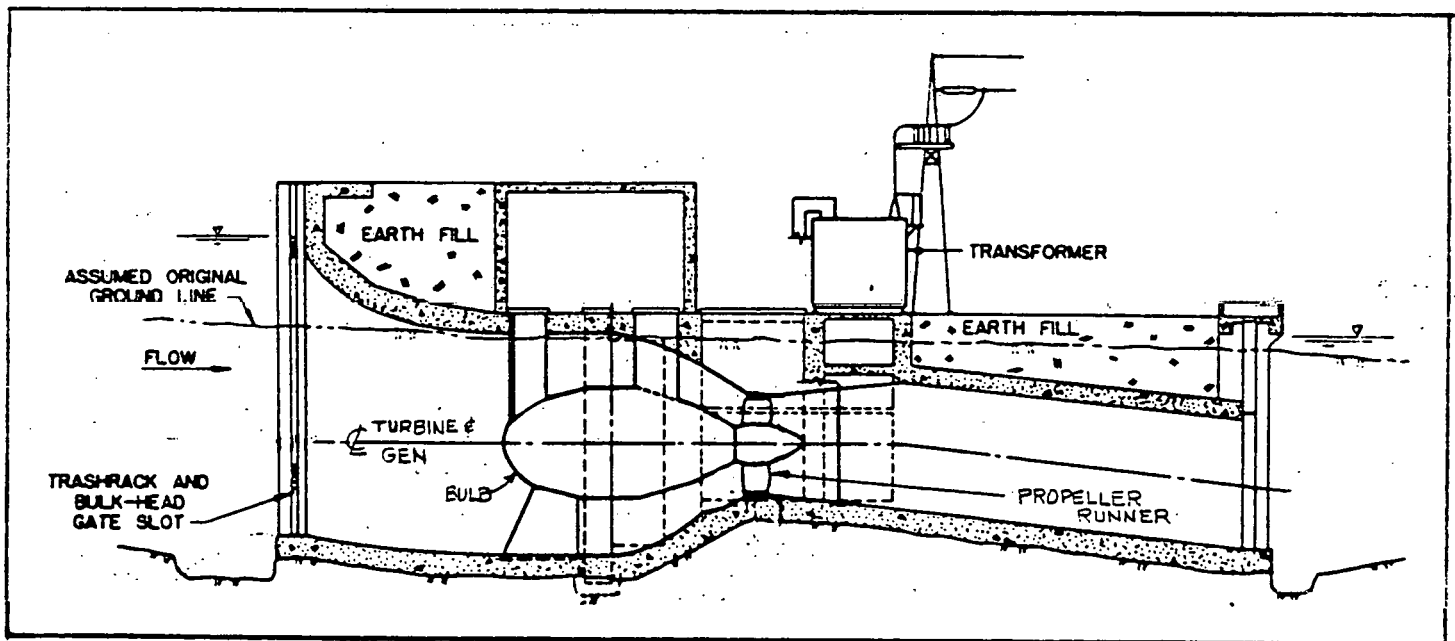 EARTH FILL
TRANSFORMER
ASSUMED ORIGINAL
GROUND LINE
EARTH FILL
FLOW
℄ TURBINE &
GEN
BULB
TRASHRACK AND
BULK-HEAD
GATE SLOT
PROPELLER
RUNNER